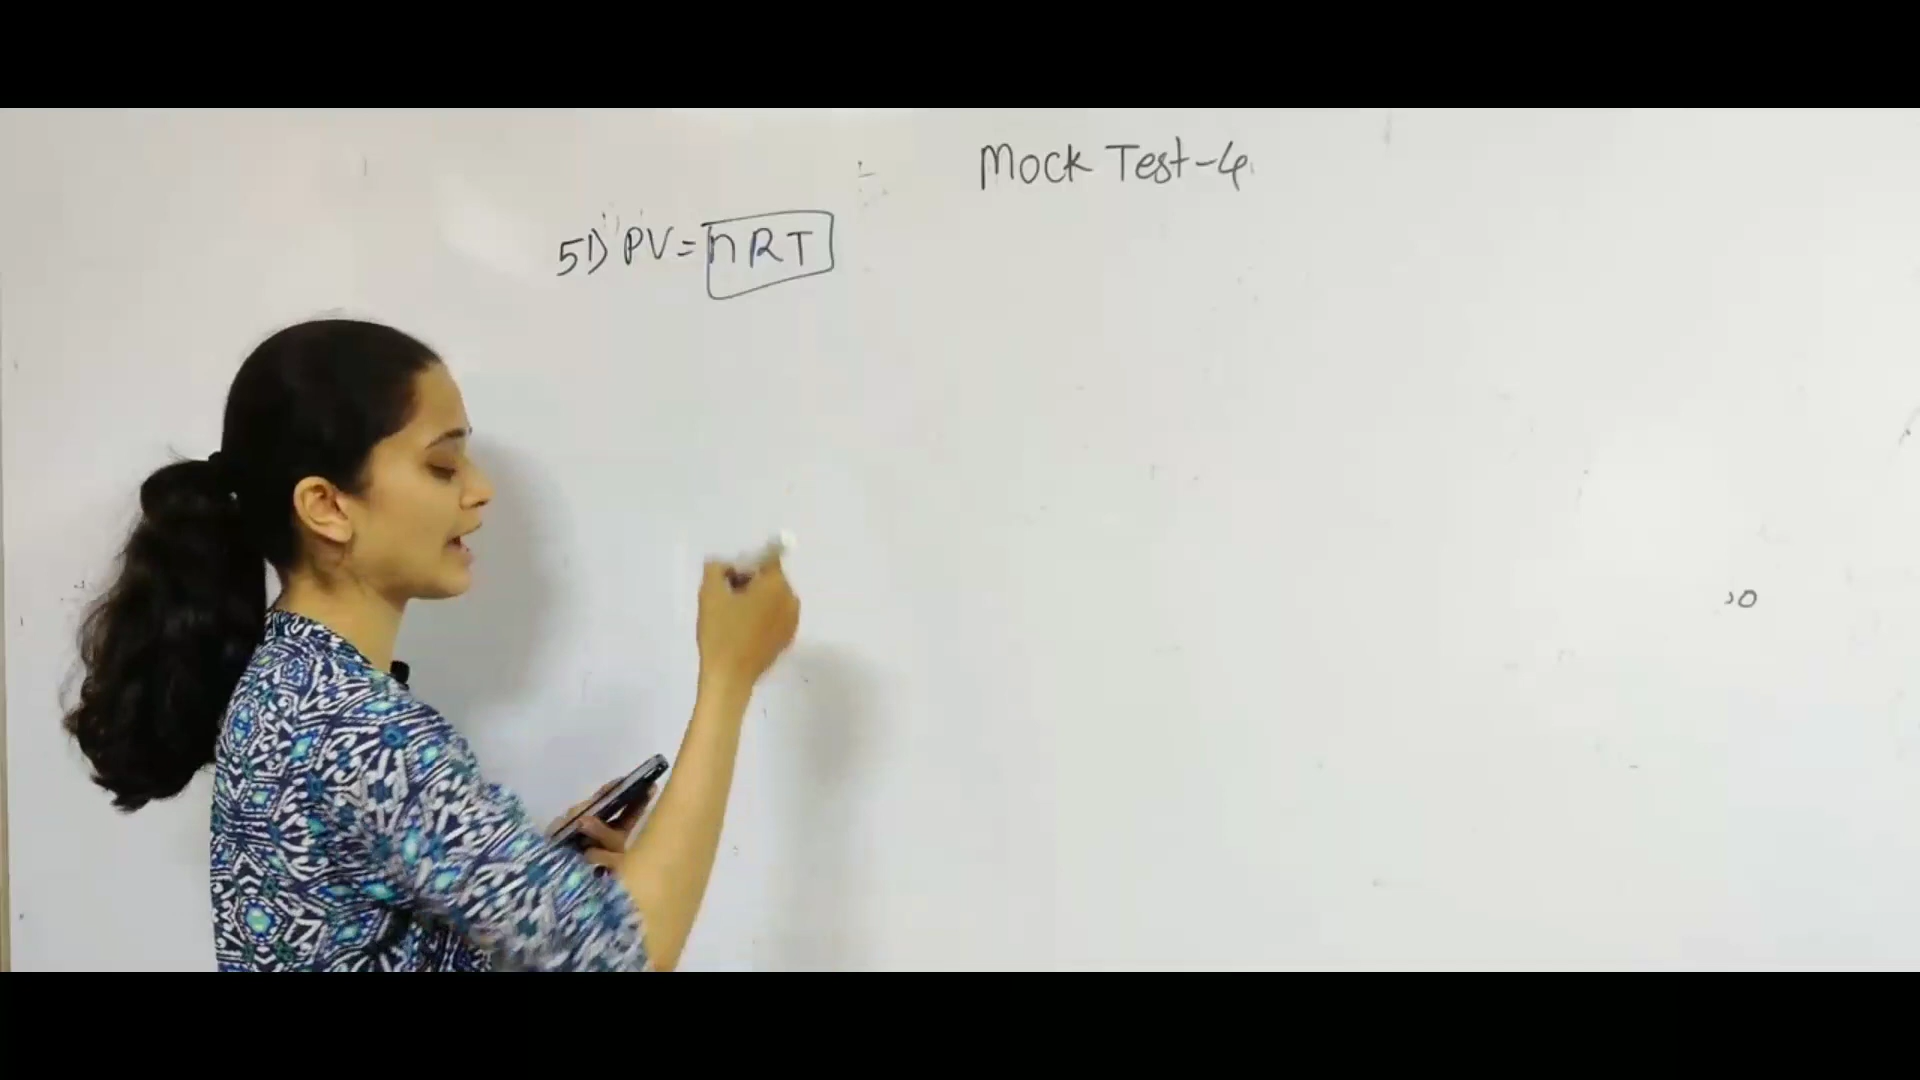 Mock Test-4
51) PV = nRT